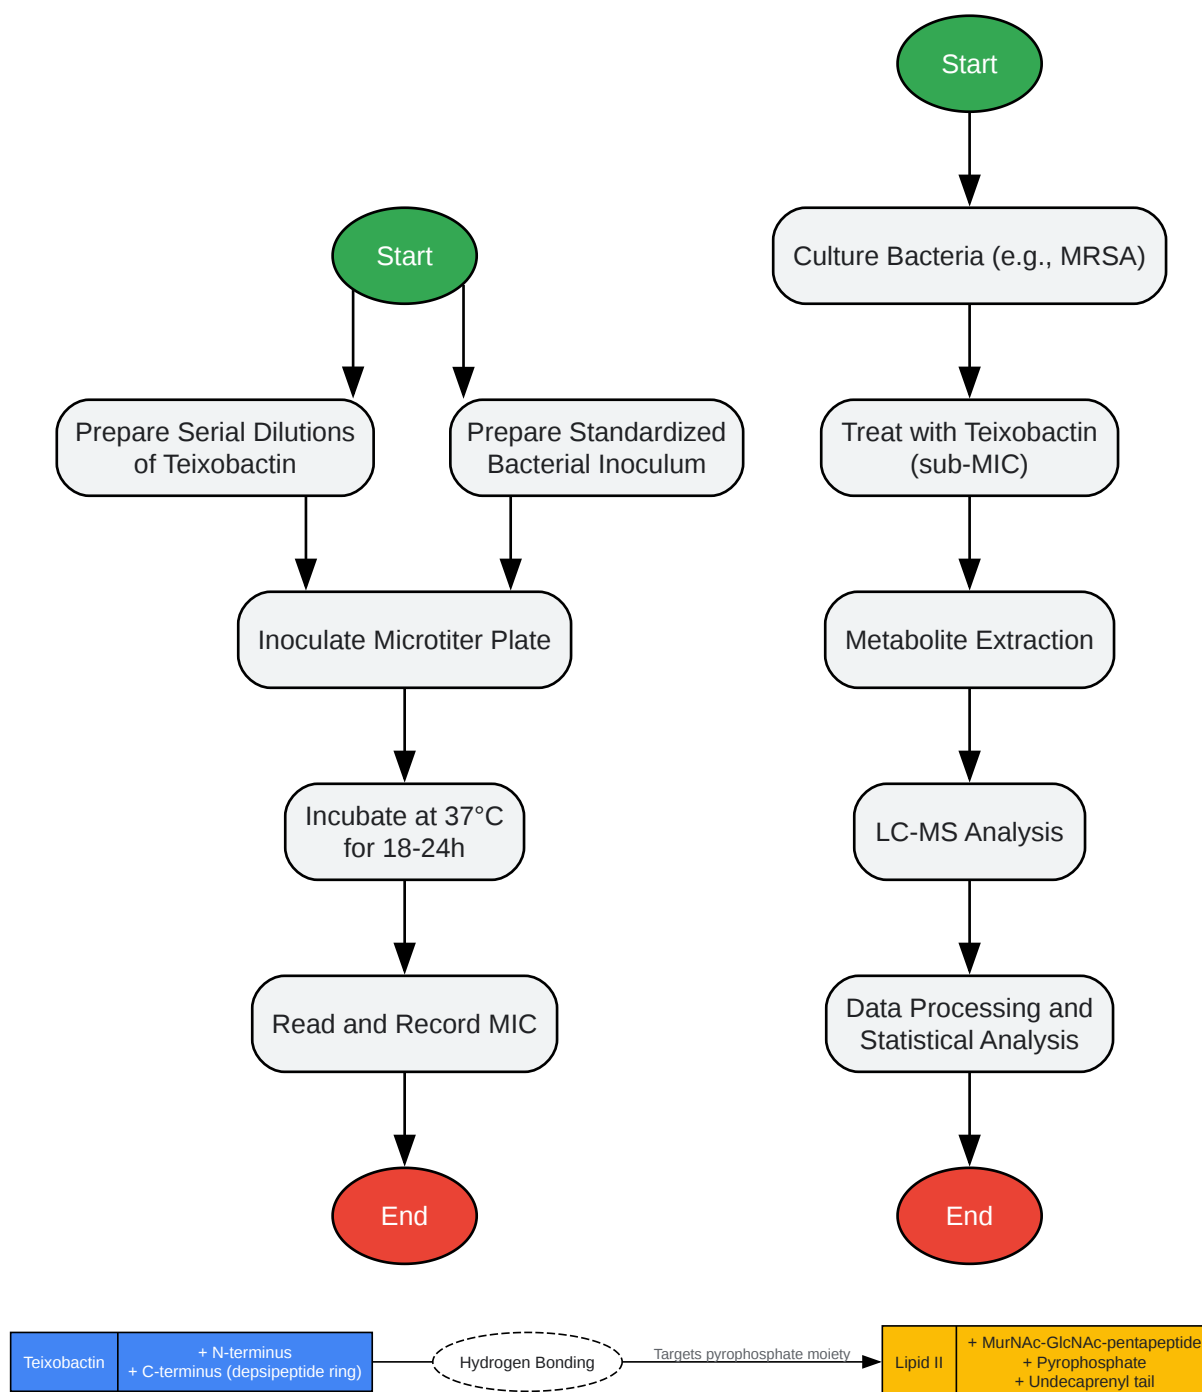 Start
Prepare Serial Dilutions
of Teixobactin
Prepare Standardized
Bacterial Inoculum
Inoculate Microtiter Plate
Incubate at 37°C
for 18-24h
Read and Record MIC
End
Start
Culture Bacteria (e.g., MRSA)
Treat with Teixobactin
(sub-MIC)
Metabolite Extraction
LC-MS Analysis
Data Processing and
Statistical Analysis
End
Teixobactin
+ N-terminus
+ C-terminus (depsipeptide ring)
Hydrogen Bonding
Targets pyrophosphate moiety
Lipid II
+ MurNAc-GlcNAc-pentapeptide
+ Pyrophosphate
+ Undecaprenyl tail